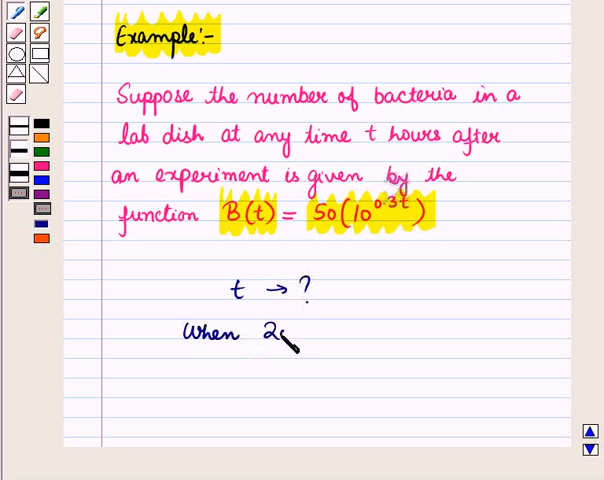 Example:-
Suppose the number of bacteria in a
lab dish at any time t hours after
an experiment is given by the
function B(t) = 50(10^0.3t)
t → ?
When 2